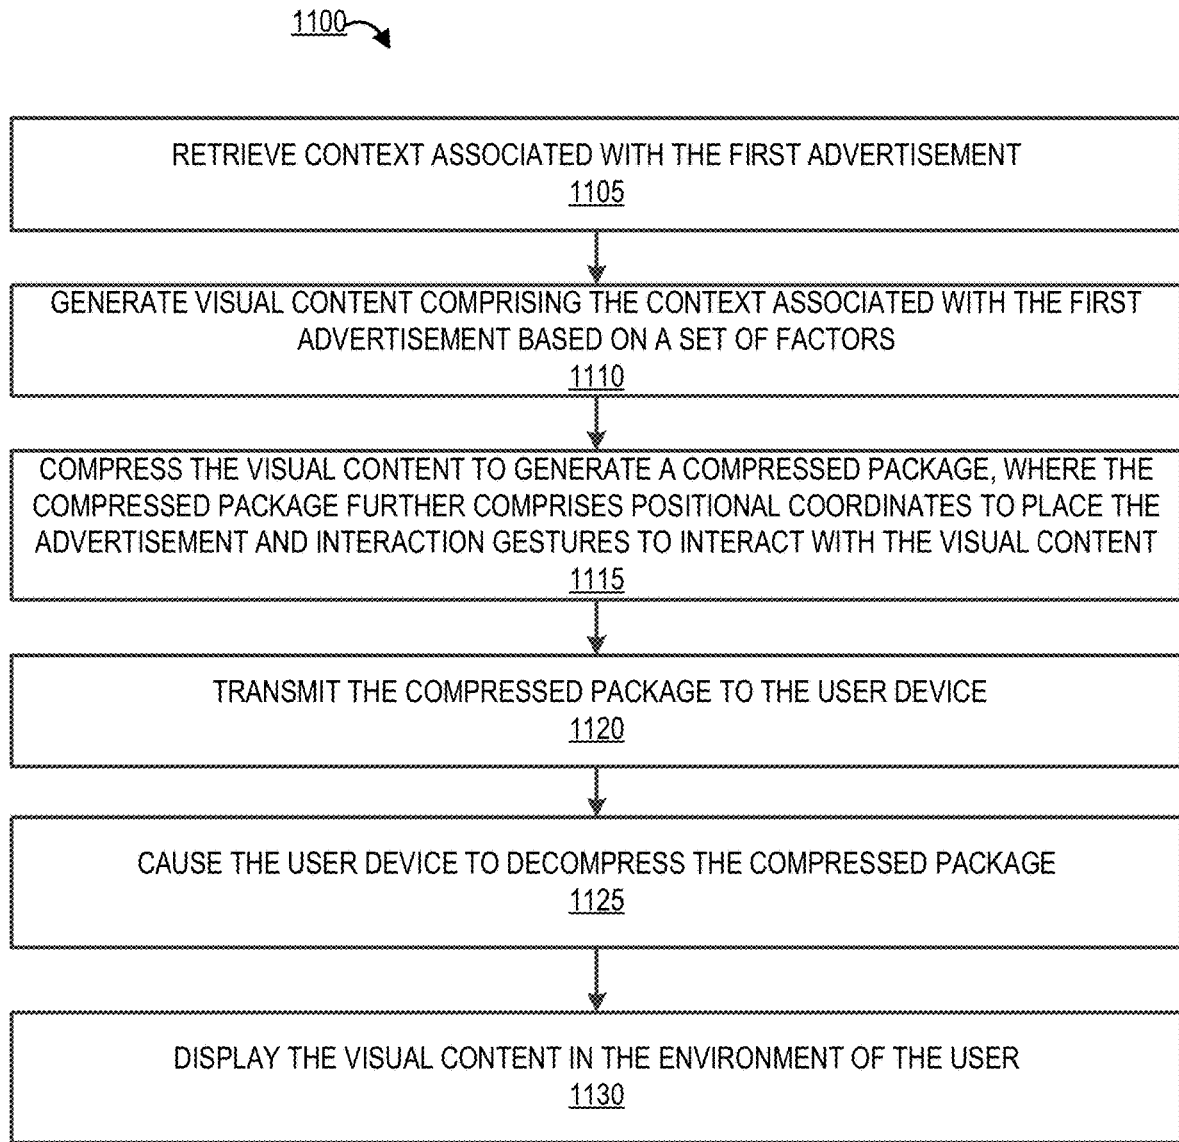 1100
RETRIEVE CONTEXT ASSOCIATED WITH THE FIRST ADVERTISEMENT
1105
GENERATE VISUAL CONTENT COMPRISING THE CONTEXT ASSOCIATED WITH THE FIRST
ADVERTISEMENT BASED ON A SET OF FACTORS
1110
COMPRESS THE VISUAL CONTENT TO GENERATE A COMPRESSED PACKAGE, WHERE THE
COMPRESSED PACKAGE FURTHER COMPRISES POSITIONAL COORDINATES TO PLACE THE
ADVERTISEMENT AND INTERACTION GESTURES TO INTERACT WITH THE VISUAL CONTENT
1115
TRANSMIT THE COMPRESSED PACKAGE TO THE USER DEVICE
1120
CAUSE THE USER DEVICE TO DECOMPRESS THE COMPRESSED PACKAGE
1125
DISPLAY THE VISUAL CONTENT IN THE ENVIRONMENT OF THE USER
1130